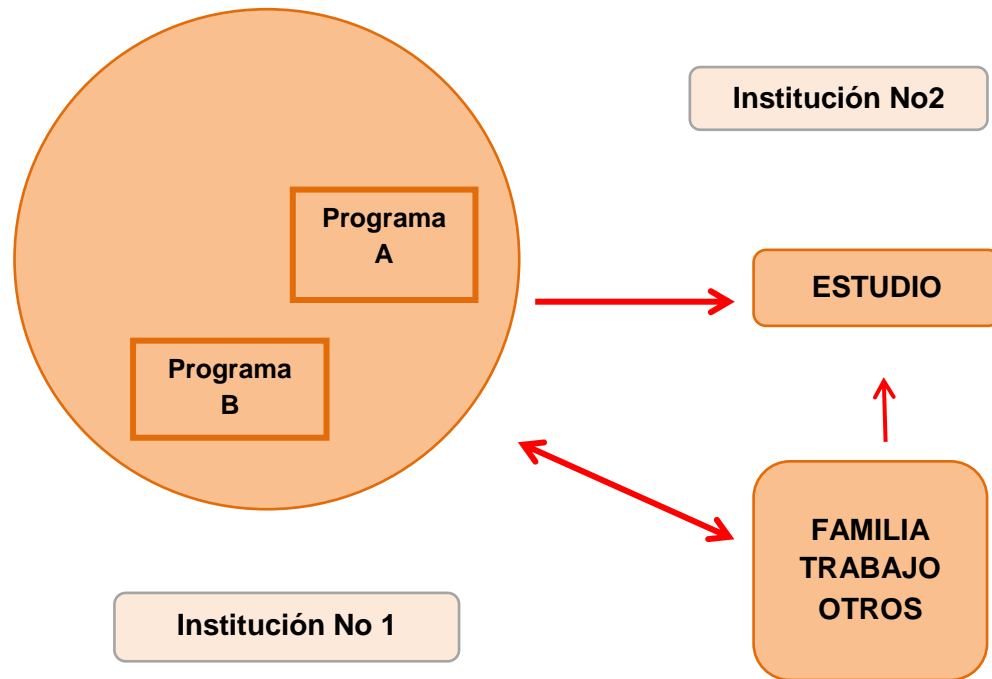 Institución No2
Programa
A
ESTUDIO
Programa
B
FAMILIA
TRABAJO
OTROS
Institución No 1